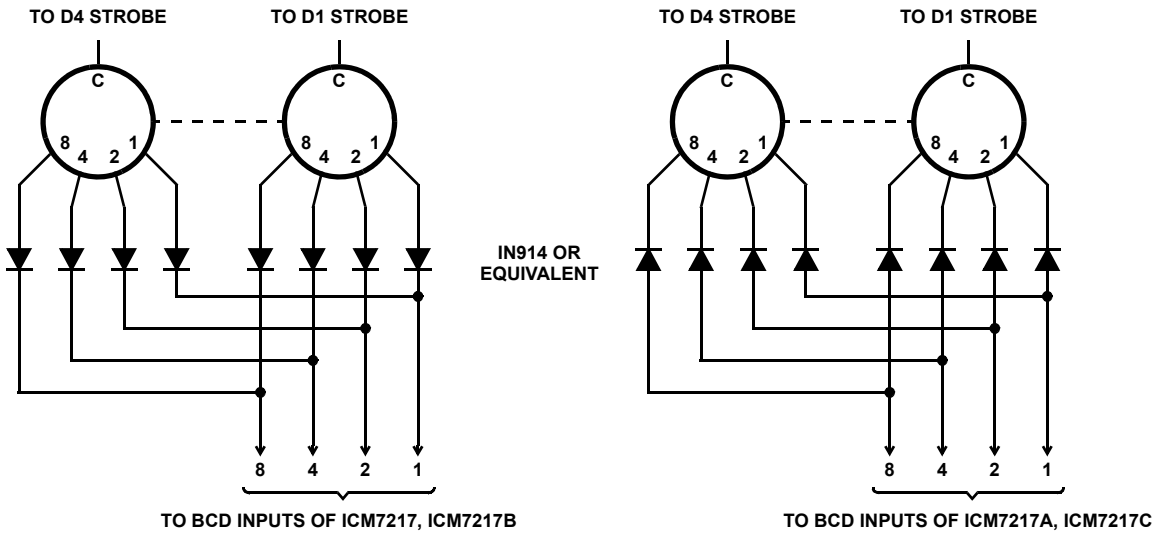 TO D4 STROBE
TO D1 STROBE
C
C
8
4
2
1
8
4
2
1
8
4
2
1
TO BCD INPUTS OF ICM7217, ICM7217B
IN914 OR
EQUIVALENT
TO D4 STROBE
TO D1 STROBE
C
C
8
4
2
1
8
4
2
1
8
4
2
1
TO BCD INPUTS OF ICM7217A, ICM7217C